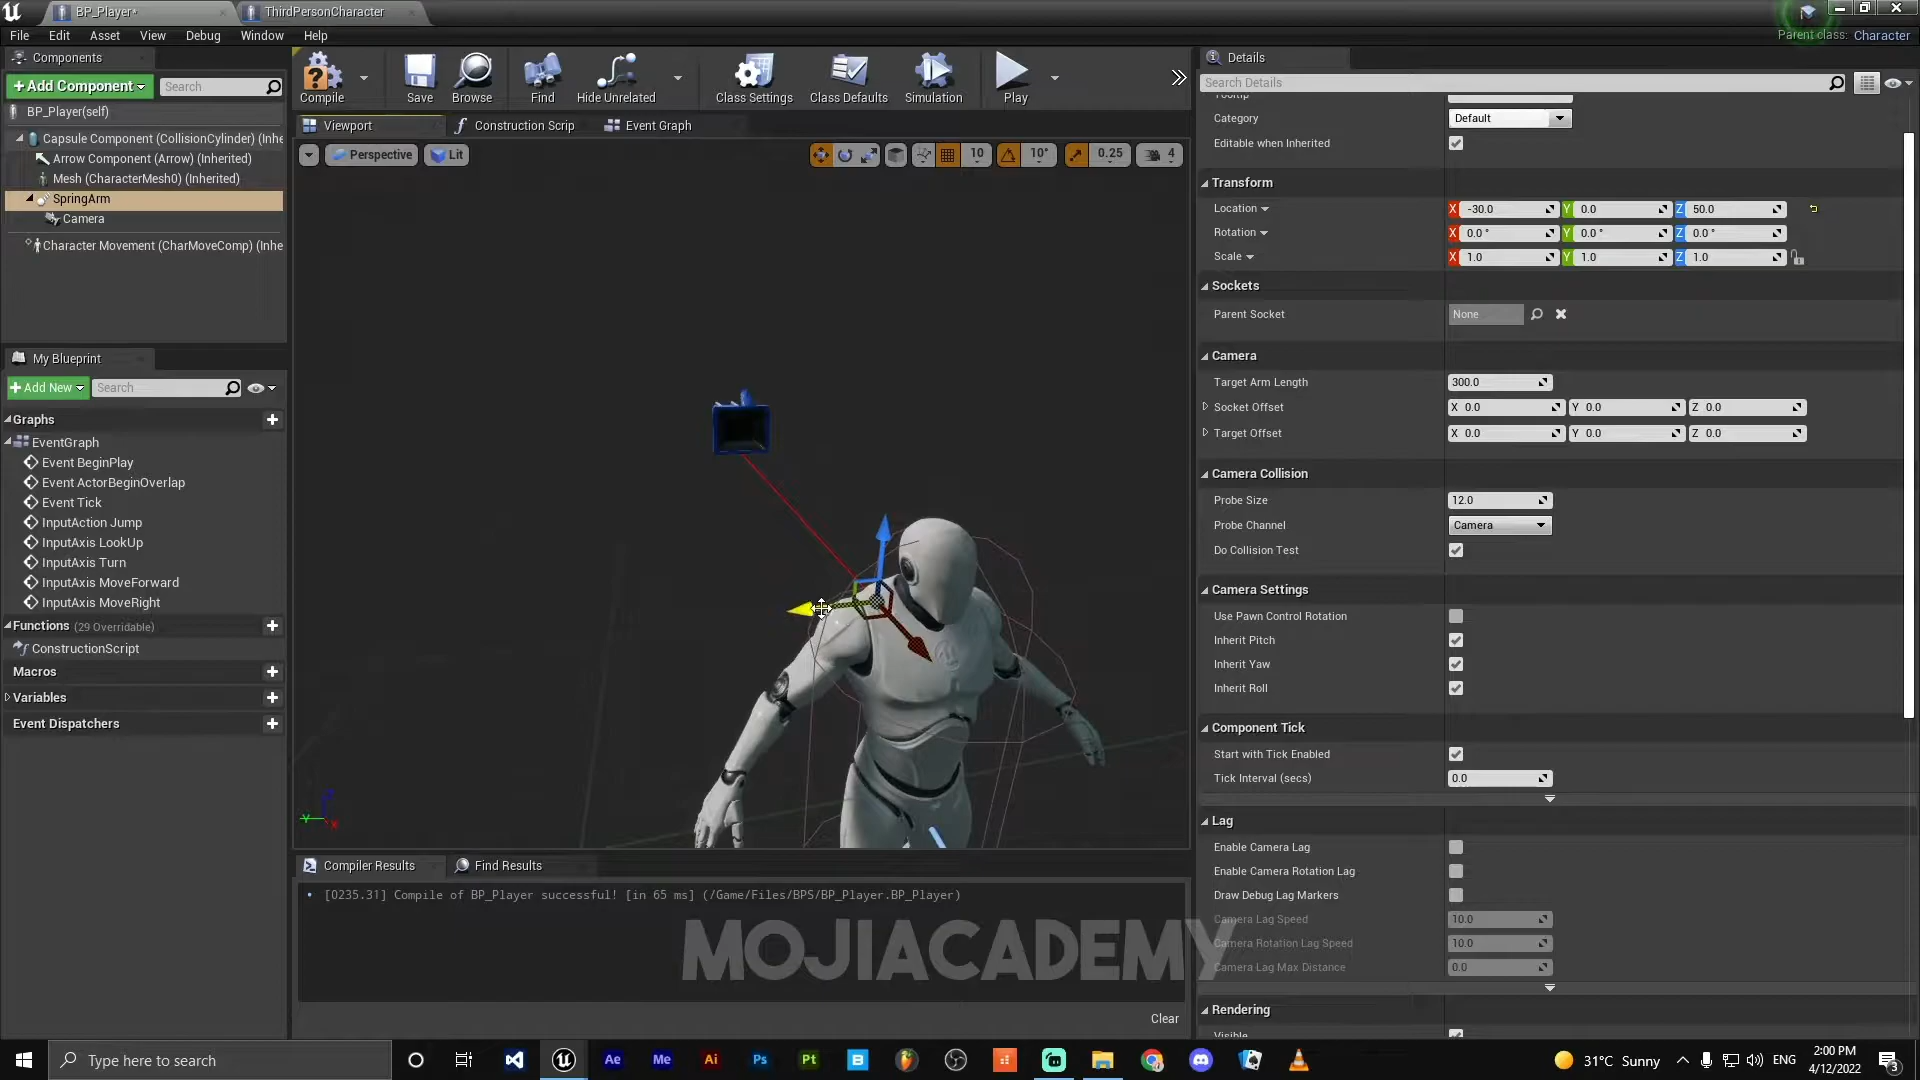 BP_Player*
ThirdPersonCharacter
File Edit Asset View Debug Window Help
Parent class: Character
Components
+Add Component
Search
BP_Player(self)
Capsule Component (CollisionCylinder) (Inhe
Arrow Component (Arrow) (Inherited)
Mesh (CharacterMesh0) (Inherited)
SpringArm
Camera
Character Movement (CharMoveComp) (Inhe
My Blueprint
+Add New
Search
Graphs
EventGraph
Event BeginPlay
Event ActorBeginOverlap
Event Tick
InputAction Jump
InputAxis LookUp
InputAxis Turn
InputAxis MoveForward
InputAxis MoveRight
Functions (29 Overridable)
ConstructionScript
Macros
Variables
Event Dispatchers
Compile
Save
Browse
Find
Hide Unrelated
Class Settings
Class Defaults
Simulation
Play
Viewport
Construction Scrip
Event Graph
Perspective
Lit
10
10°
0.25
4
Z
Y
X
Compiler Results
Find Results
• [0235.31] Compile of BP_Player successful! [in 65 ms] (/Game/Files/BPS/BP_Player.BP_Player)
Clear
MOJIACADEMY
Details
Search Details
Tooltip
Category Default
Editable when Inherited
Transform
Location X -30.0 Y 0.0 Z 50.0
Rotation X 0.0 ° Y 0.0 ° Z 0.0 °
Scale X 1.0 Y 1.0 Z 1.0
Sockets
Parent Socket None
Camera
Target Arm Length 300.0
Socket Offset X 0.0 Y 0.0 Z 0.0
Target Offset X 0.0 Y 0.0 Z 0.0
Camera Collision
Probe Size 12.0
Probe Channel Camera
Do Collision Test
Camera Settings
Use Pawn Control Rotation
Inherit Pitch
Inherit Yaw
Inherit Roll
Component Tick
Start with Tick Enabled
Tick Interval (secs) 0.0
Lag
Enable Camera Lag
Enable Camera Rotation Lag
Draw Debug Lag Markers
Camera Lag Speed 10.0
Camera Rotation Lag Speed 10.0
Camera Lag Max Distance 0.0
Rendering
Visible
Type here to search
Ae
Me
Ai
Ps
Pt
31°C Sunny
ENG
2:00 PM
4/12/2022
3